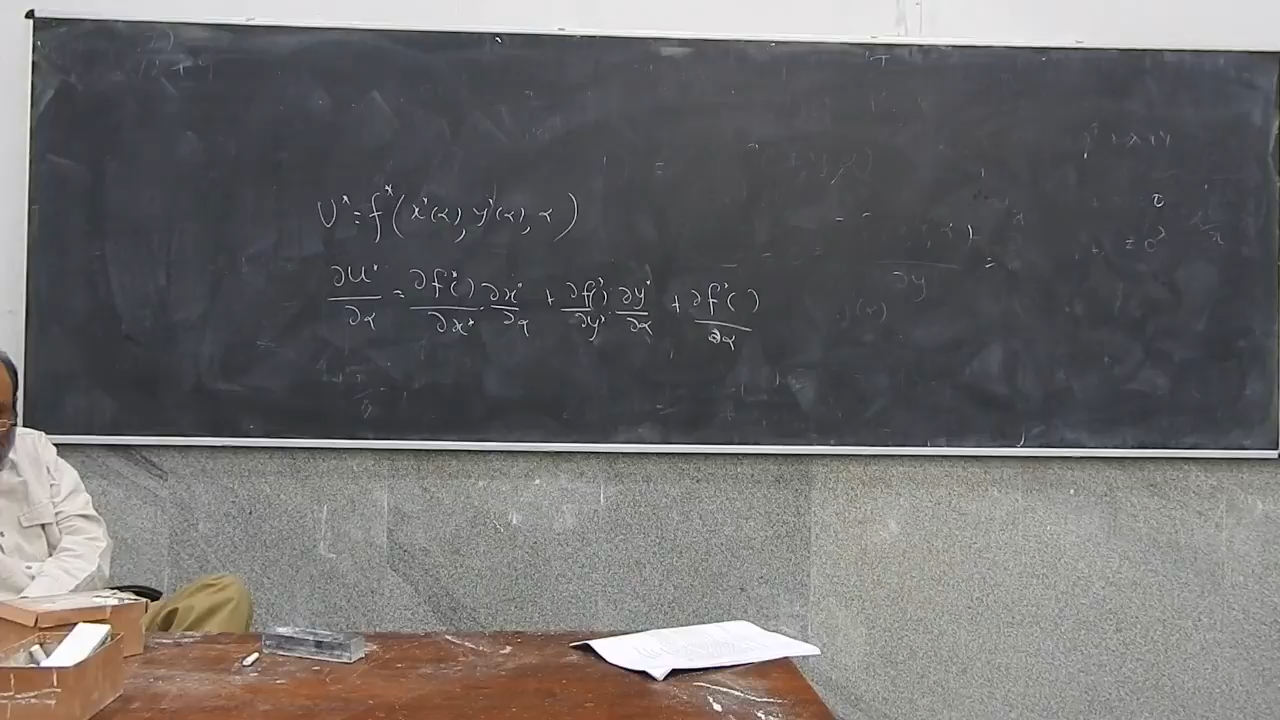 U* = f*(x*(α), y*(α), α)
∂U*/∂α = ∂f*( )/∂x* · ∂x*/∂α + ∂f*( )/∂y* · ∂y*/∂α + ∂f*( )/∂α